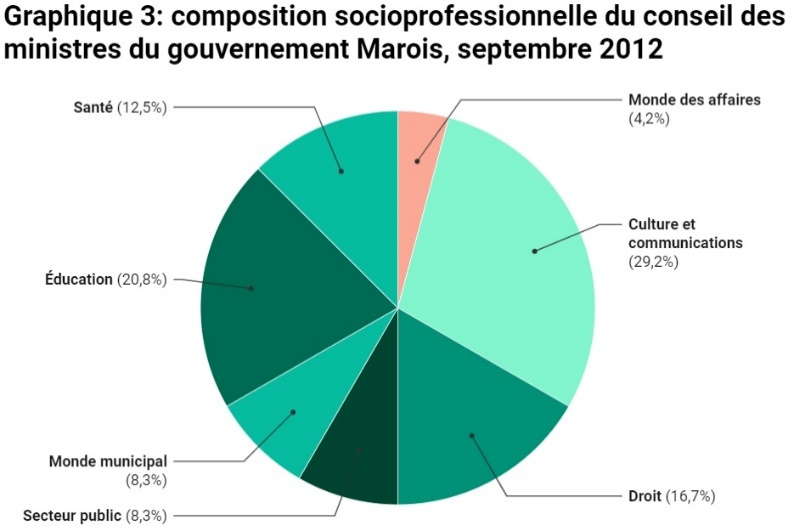 Graphique 3: composition socioprofessionnelle du conseil des
ministres du gouvernement Marois, septembre 2012
Santé (12,5%)
Monde des affaires
(4,2%)
Culture et
communications
(29,2%)
Éducation (20,8%)
Monde municipal
(8,3%)
Secteur public (8,3%)
Droit (16,7%)